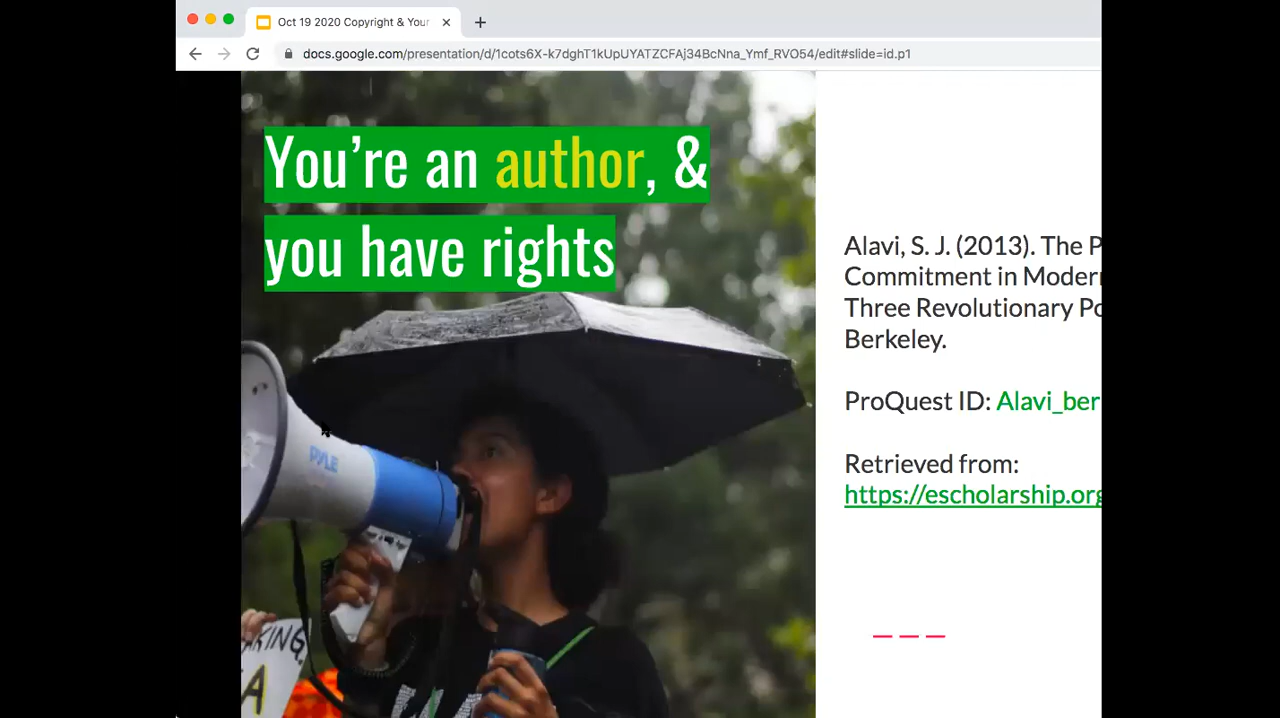 Oct 19 2020 Copyright & Your
docs.google.com/presentation/d/1cots6X-k7dghT1kUpUYATZCFAj34BcNna_Ymf_RVO54/edit#slide=id.p1
You're an author, &
you have rights
Alavi, S. J. (2013). The P
Commitment in Modern
Three Revolutionary Po
Berkeley.
ProQuest ID: Alavi_ber
Retrieved from:
https://escholarship.org
PYLE
AKING
A